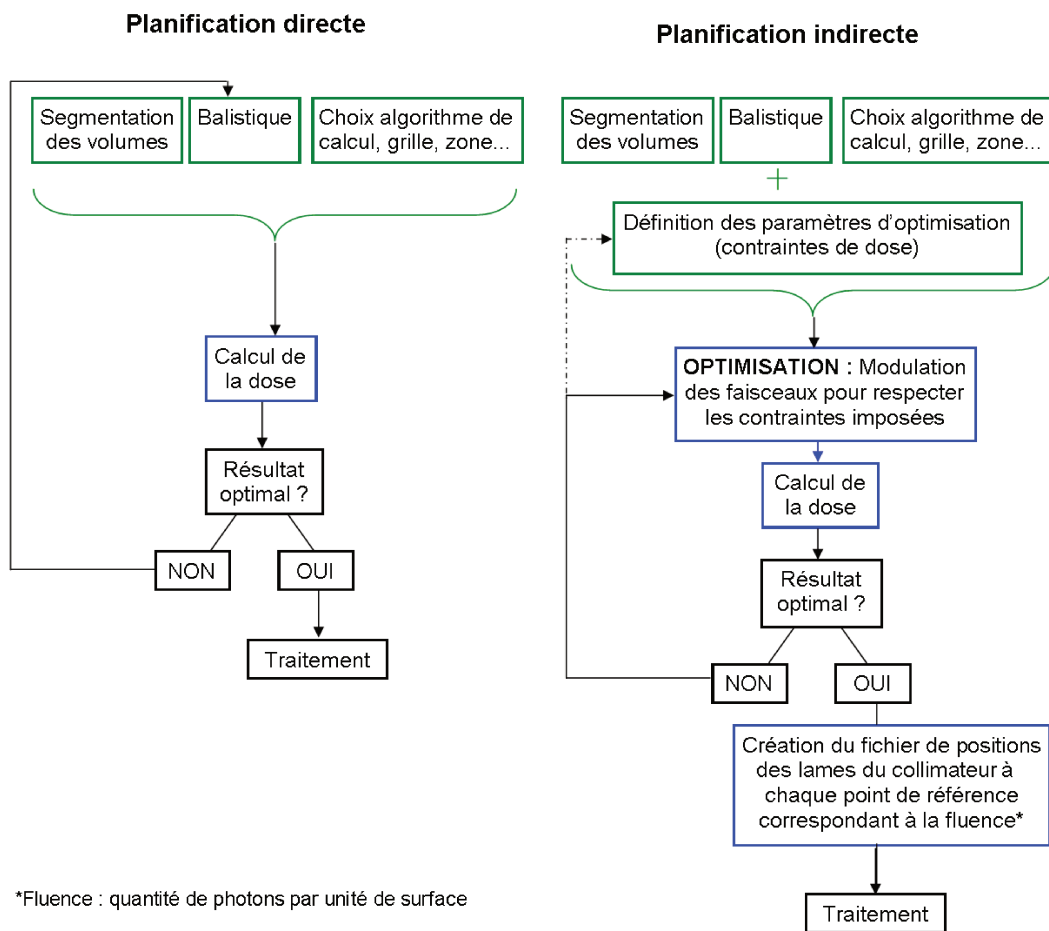 Planification directe
Segmentation
des volumes
Balistique
Choix algorithme de
calcul, grille, zone...
Calcul de
la dose
Résultat
optimal ?
NON
OUI
Traitement
*Fluence : quantité de photons par unité de surface
Planification indirecte
Segmentation
des volumes
Balistique
Choix algorithme de
calcul, grille, zone...
+
Définition des paramètres d'optimisation
(contraintes de dose)
OPTIMISATION : Modulation
des faisceaux pour respecter
les contraintes imposées
Calcul de
la dose
Résultat
optimal ?
NON
OUI
Création du fichier de positions
des lames du collimateur à
chaque point de référence
correspondant à la fluence*
Traitement